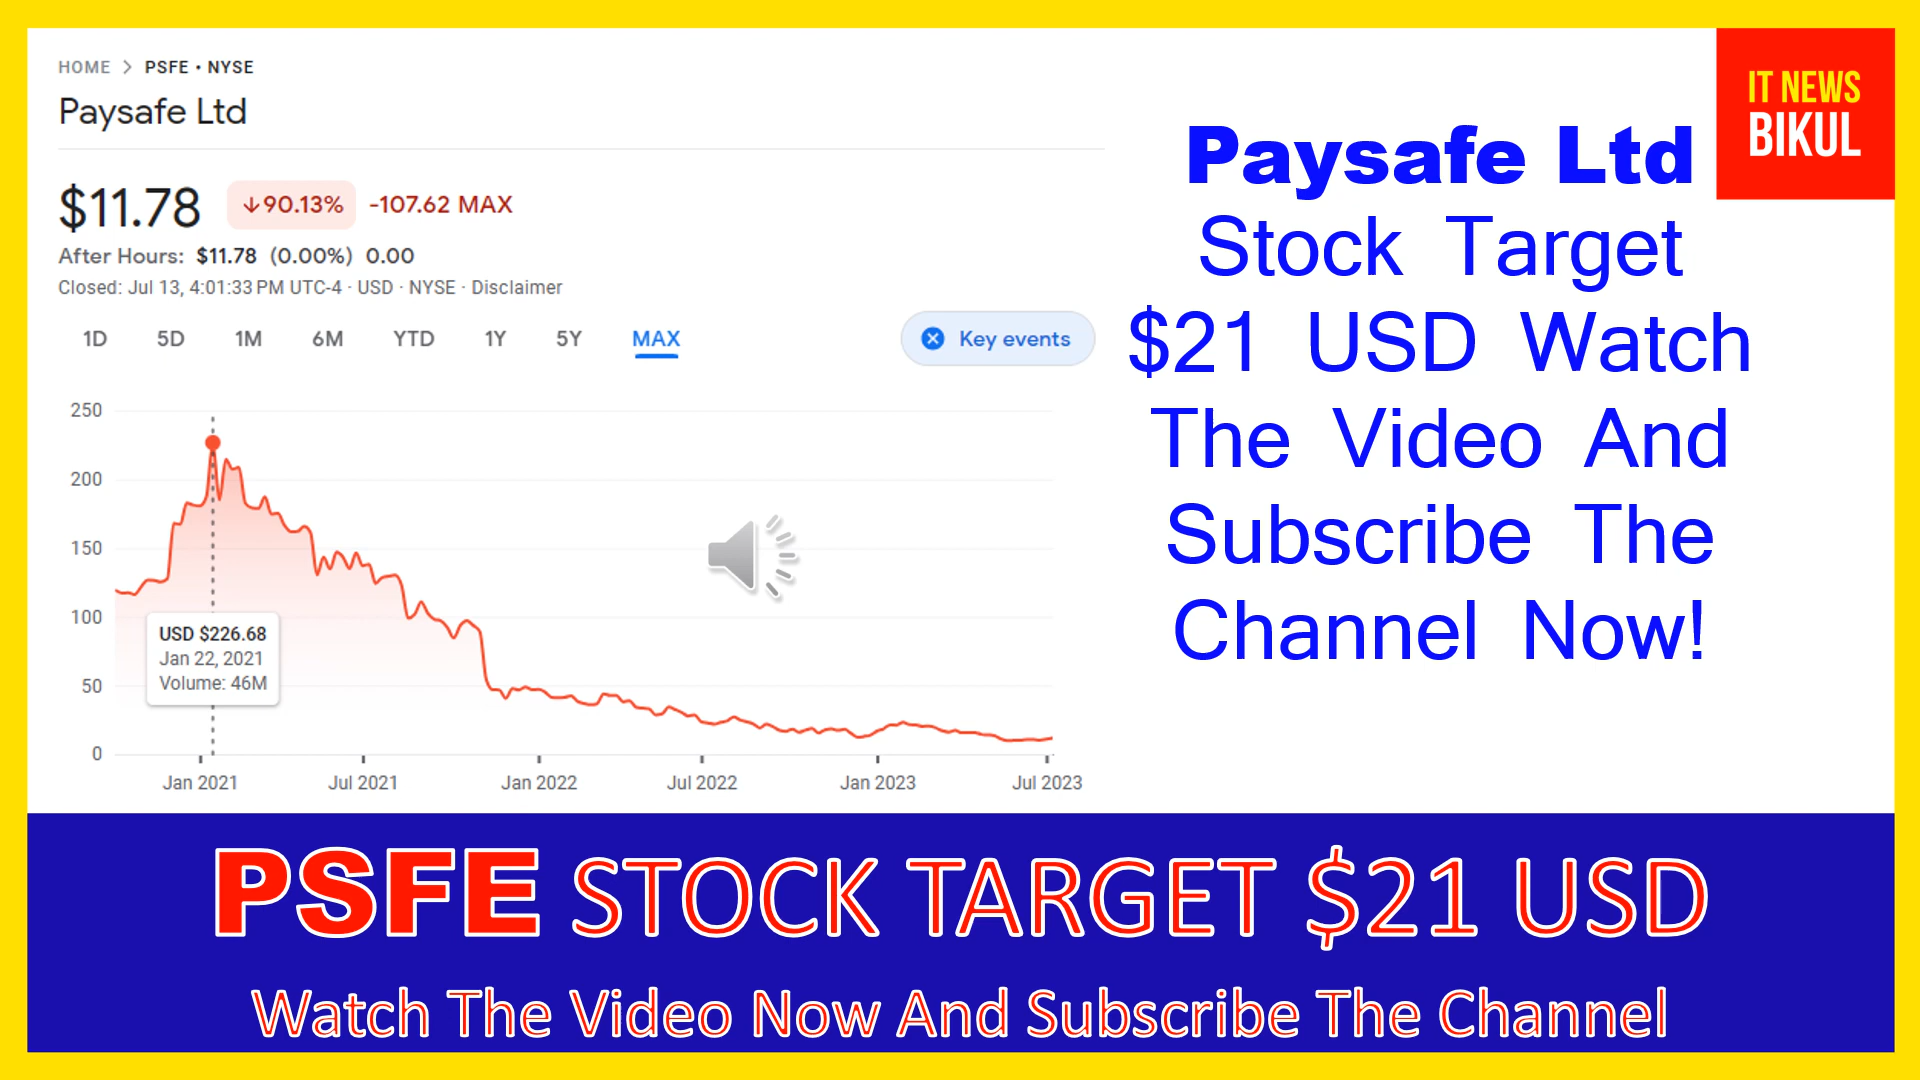 HOME > PSFE • NYSE
Paysafe Ltd
$11.78 ↓90.13% -107.62 MAX
After Hours: $11.78 (0.00%) 0.00
Closed: Jul 13, 4:01:33 PM UTC-4 · USD · NYSE · Disclaimer
1D 5D 1M 6M YTD 1Y 5Y MAX
Key events
250
200
150
100
50
0
USD $226.68
Jan 22, 2021
Volume: 46M
Jan 2021 Jul 2021 Jan 2022 Jul 2022 Jan 2023 Jul 2023
IT NEWS
BIKUL
Paysafe Ltd
Stock Target
$21 USD Watch
The Video And
Subscribe The
Channel Now!
PSFE STOCK TARGET $21 USD
Watch The Video Now And Subscribe The Channel